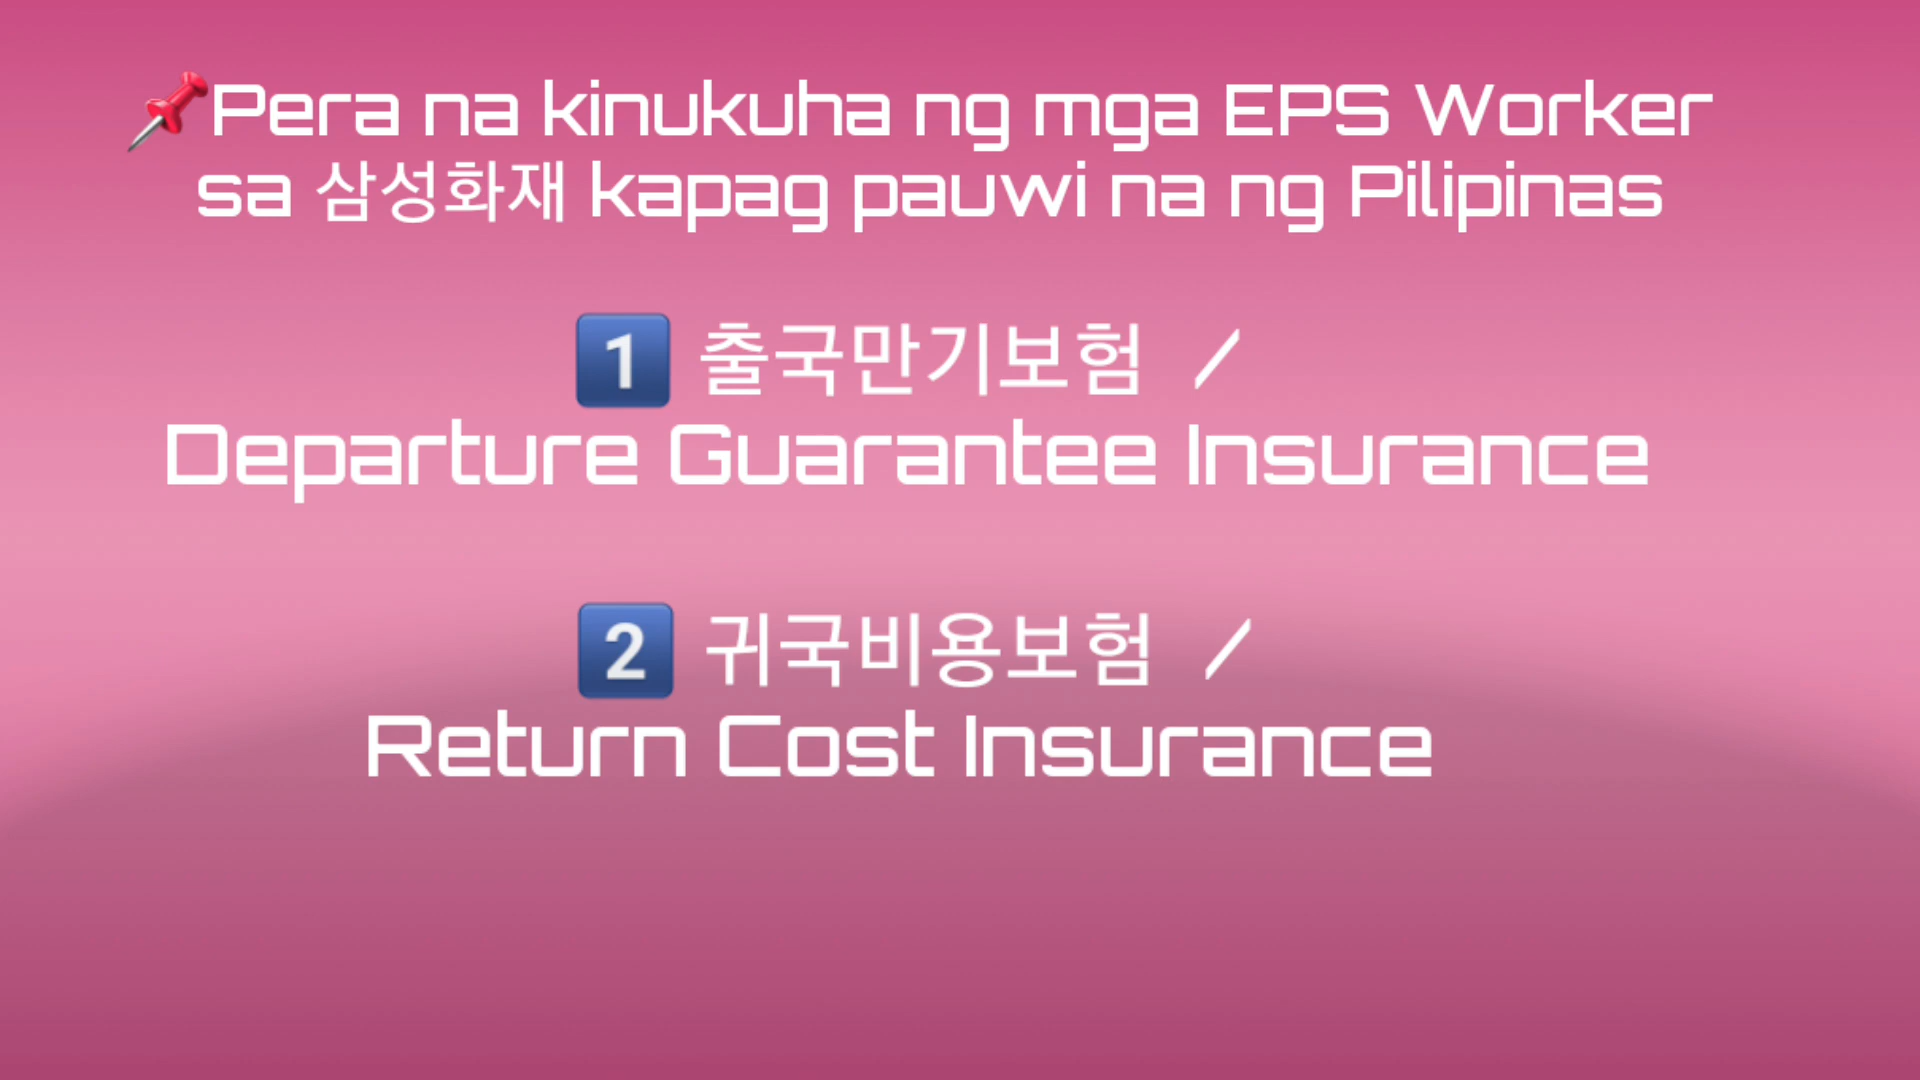 📌Pera na kinukuha ng mga EPS Worker
sa 삼성화재 kapag pauwi na ng Pilipinas
1️⃣ 출국만기보험 /
Departure Guarantee Insurance
2️⃣ 귀국비용보험 /
Return Cost Insurance